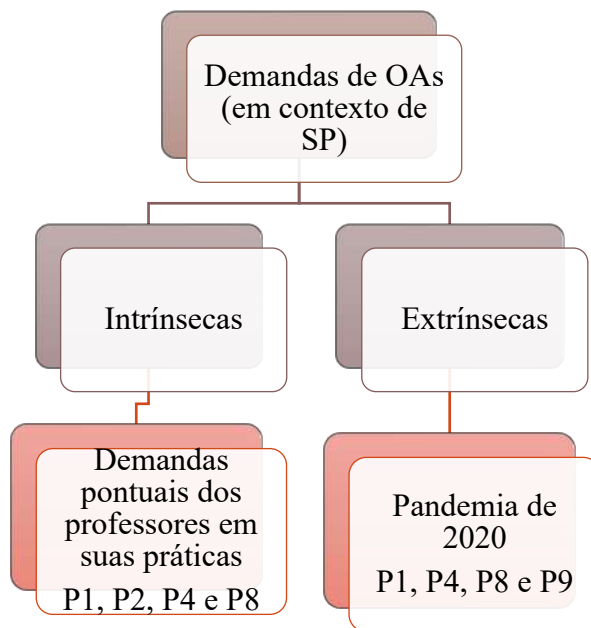 Demandas de OAs
(em contexto de
SP)
Intrínsecas
Extrínsecas
Demandas
pontuais dos
professores em
suas práticas
P1, P2, P4 e P8
Pandemia de
2020
P1, P4, P8 e P9